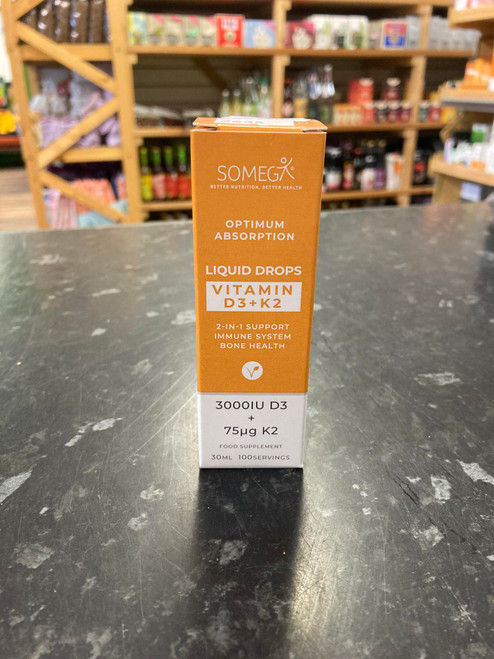 SOMEGA
BETTER NUTRITION. BETTER HEALTH
OPTIMUM
ABSORPTION
LIQUID DROPS
VITAMIN
D3+K2
2-IN-1 SUPPORT
IMMUNE SYSTEM
BONE HEALTH
3000IU D3
+
75µg K2
FOOD SUPPLEMENT
30ML 100SERVINGS